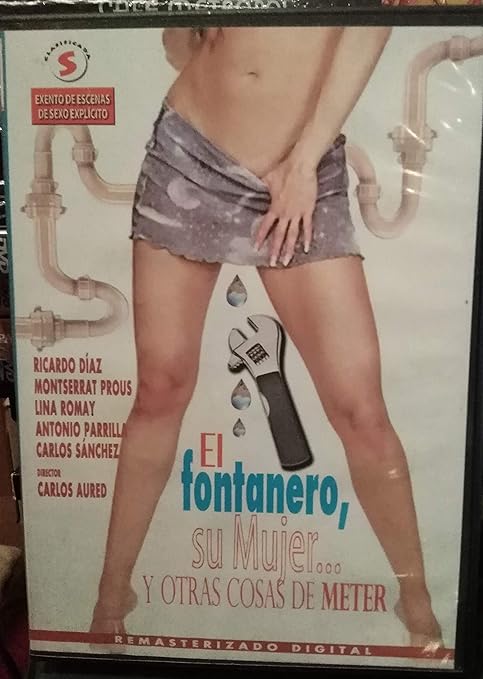 CLASIFICADA
S
EXENTO DE ESCENAS
DE SEXO EXPLÍCITO
RICARDO DÍAZ
MONTSERRAT PROUS
LINA ROMAY
ANTONIO PARRILLA
CARLOS SÁNCHEZ
DIRECTOR
CARLOS AURED
El
fontanero,
su Mujer...
Y OTRAS COSAS DE METER
REMASTERIZADO DIGITAL